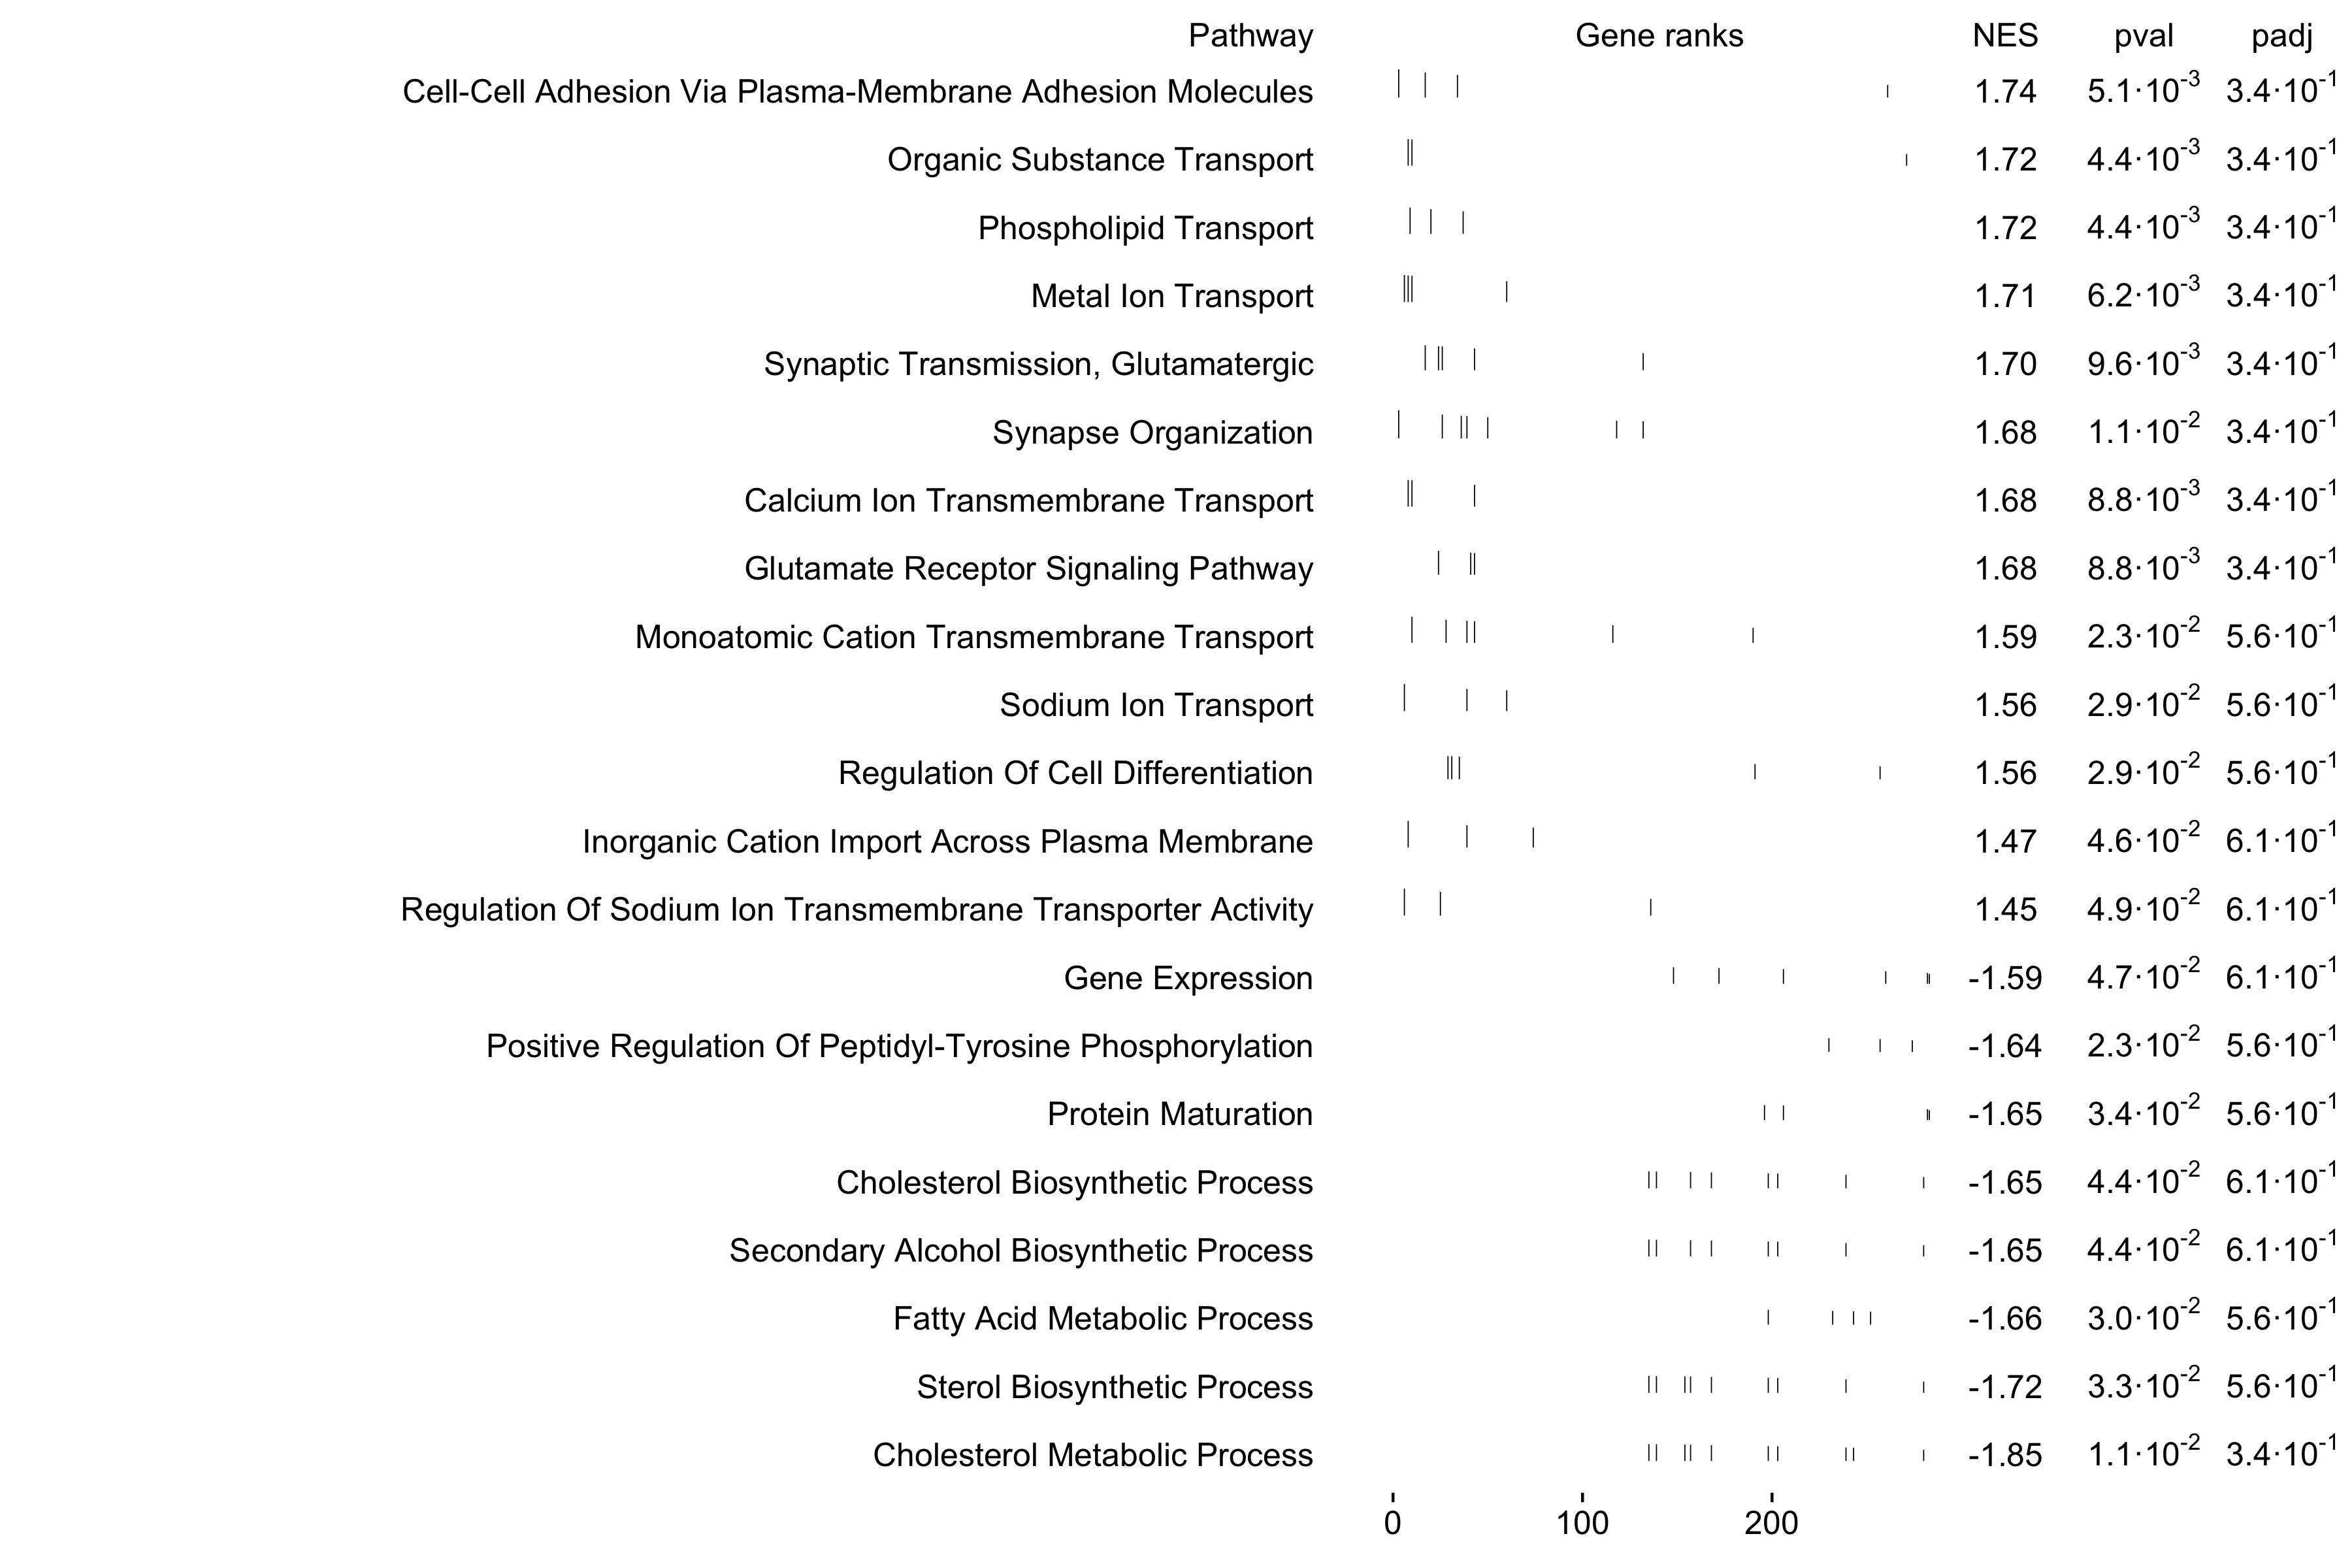 Pathway Gene ranks NES pval padj
Cell-Cell Adhesion Via Plasma-Membrane Adhesion Molecules 1.74 5.1·10⁻³ 3.4·10⁻¹
Organic Substance Transport 1.72 4.4·10⁻³ 3.4·10⁻¹
Phospholipid Transport 1.72 4.4·10⁻³ 3.4·10⁻¹
Metal Ion Transport 1.71 6.2·10⁻³ 3.4·10⁻¹
Synaptic Transmission, Glutamatergic 1.70 9.6·10⁻³ 3.4·10⁻¹
Synapse Organization 1.68 1.1·10⁻² 3.4·10⁻¹
Calcium Ion Transmembrane Transport 1.68 8.8·10⁻³ 3.4·10⁻¹
Glutamate Receptor Signaling Pathway 1.68 8.8·10⁻³ 3.4·10⁻¹
Monoatomic Cation Transmembrane Transport 1.59 2.3·10⁻² 5.6·10⁻¹
Sodium Ion Transport 1.56 2.9·10⁻² 5.6·10⁻¹
Regulation Of Cell Differentiation 1.56 2.9·10⁻² 5.6·10⁻¹
Inorganic Cation Import Across Plasma Membrane 1.47 4.6·10⁻² 6.1·10⁻¹
Regulation Of Sodium Ion Transmembrane Transporter Activity 1.45 4.9·10⁻² 6.1·10⁻¹
Gene Expression -1.59 4.7·10⁻² 6.1·10⁻¹
Positive Regulation Of Peptidyl-Tyrosine Phosphorylation -1.64 2.3·10⁻² 5.6·10⁻¹
Protein Maturation -1.65 3.4·10⁻² 5.6·10⁻¹
Cholesterol Biosynthetic Process -1.65 4.4·10⁻² 6.1·10⁻¹
Secondary Alcohol Biosynthetic Process -1.65 4.4·10⁻² 6.1·10⁻¹
Fatty Acid Metabolic Process -1.66 3.0·10⁻² 5.6·10⁻¹
Sterol Biosynthetic Process -1.72 3.3·10⁻² 5.6·10⁻¹
Cholesterol Metabolic Process -1.85 1.1·10⁻² 3.4·10⁻¹
0 100 200